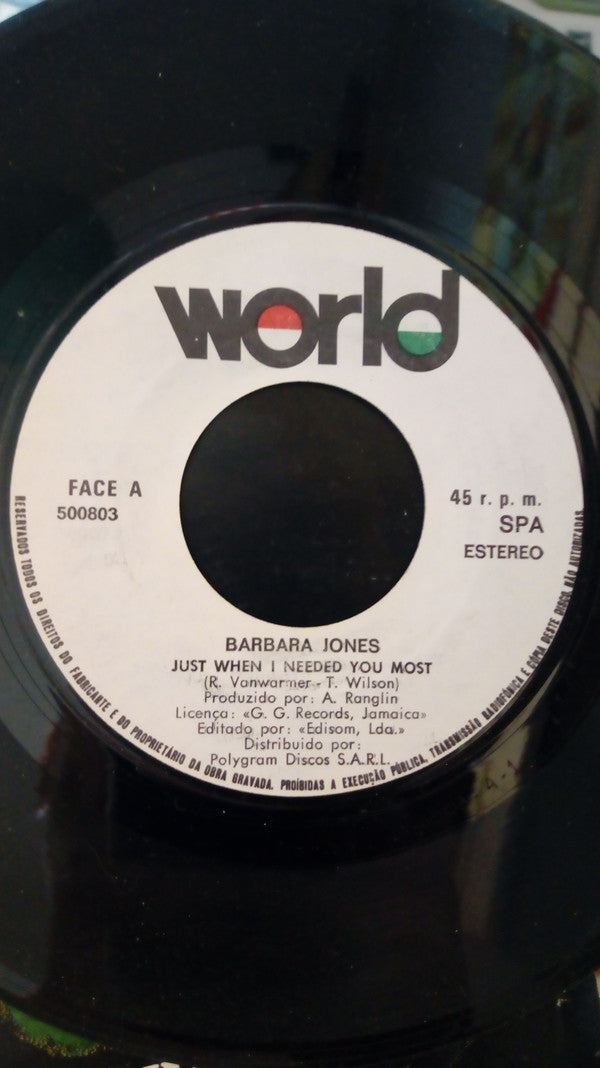 world
FACE A
500803
45 r. p. m.
SPA
ESTEREO
BARBARA JONES
JUST WHEN I NEEDED YOU MOST
(R. Vanwarmer - T. Wilson)
Produzido por: A. Ranglin
Licença: «G. G. Records, Jamaica»
Editado por: «Edisom, Lda.»
Distribuido por:
Polygram Discos S.A.R.L.
RESERVADOS TODOS OS DIREITOS DO FABRICANTE E DO PROPRIETÁRIO DA OBRA GRAVADA. PROÍBIDAS A EXECUÇÃO PÚBLICA, TRANSMISSÃO RADIOFÓNICA E CÓPIA DESTE DISCO, NÃO AUTORIZADAS.